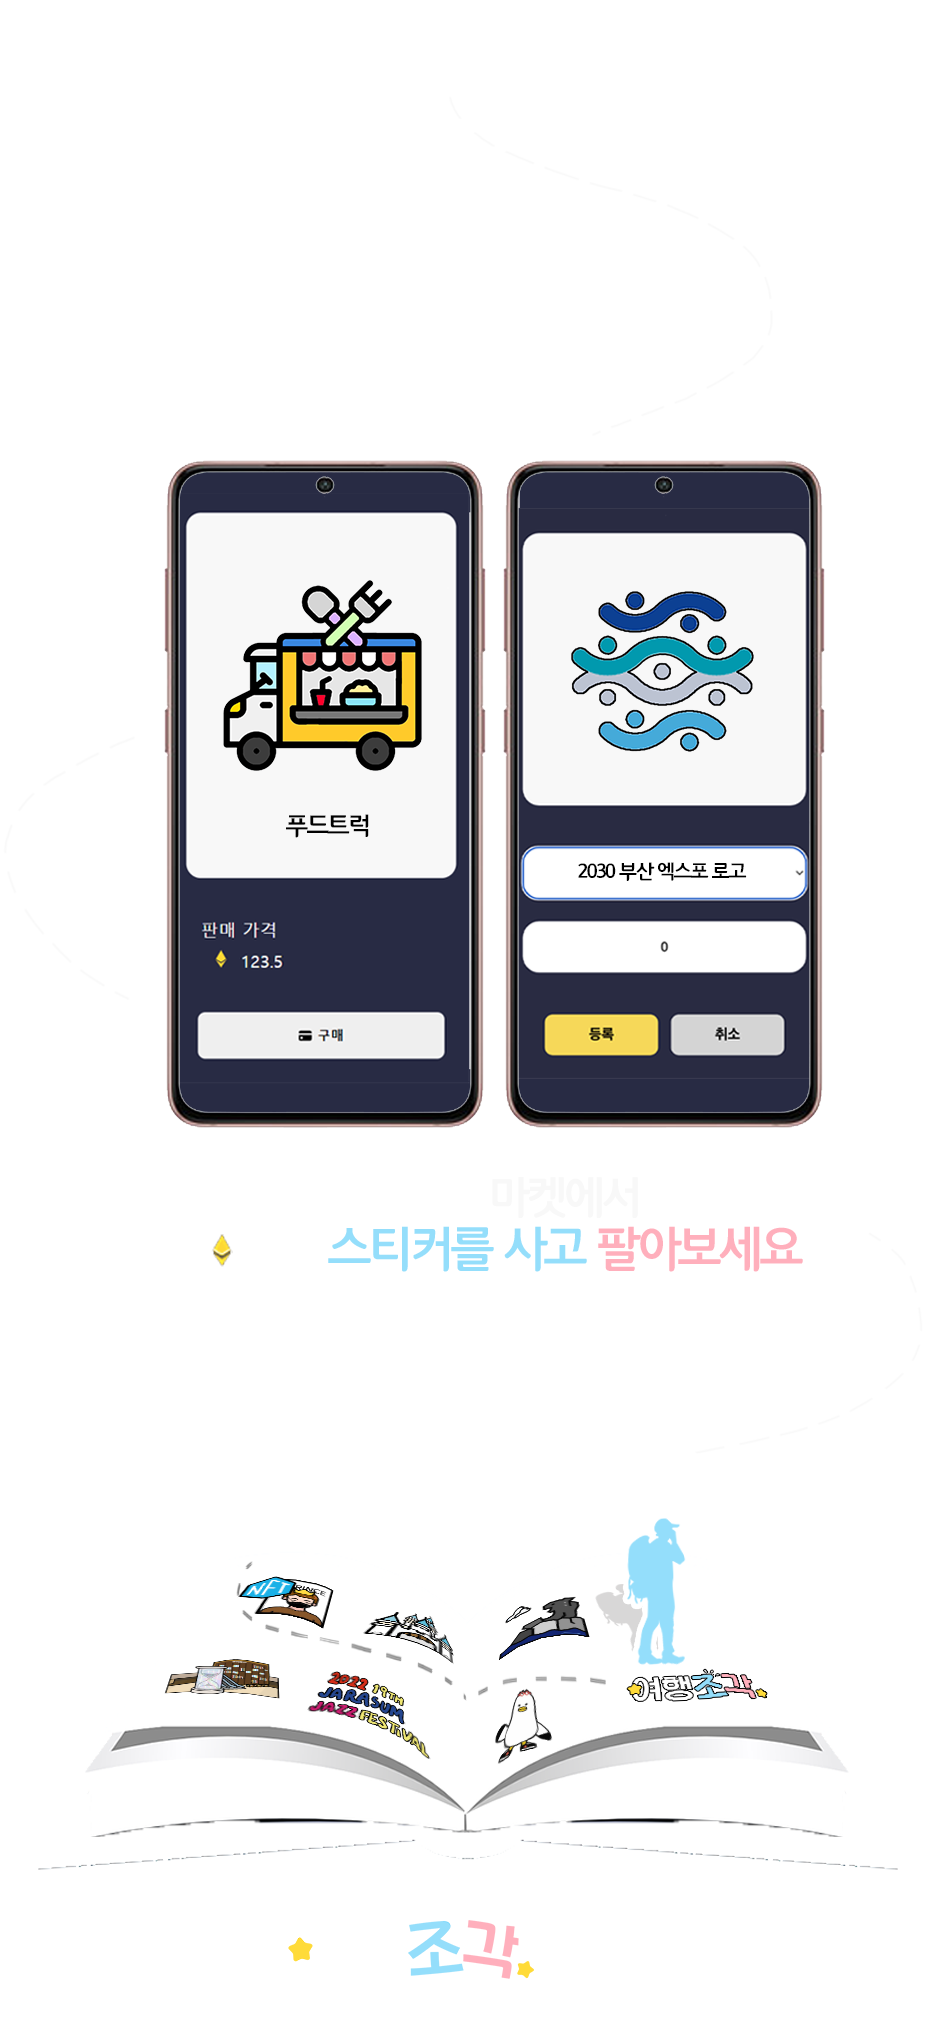 푸드트럭
판매 가격
123.5
구매
2030 부산 엑스포 로고
0
등록
취소
마켓에서
스티커를 사고 팔아보세요
NFT
RINCE
2022 19TH
JARASUM
JAZZ FESTIVAL
여행조각
조각